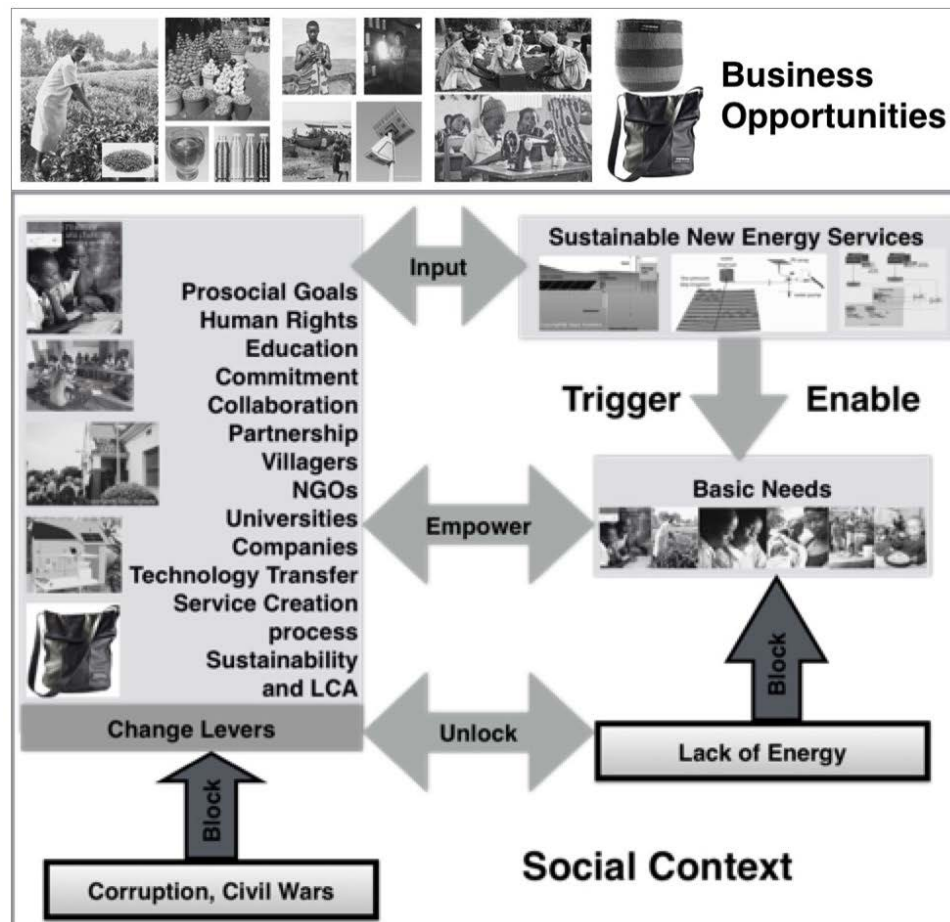 Business
Opportunities
Input
Sustainable New Energy Services
Prosocial Goals
Human Rights
Education
Commitment
Collaboration
Partnership
Villagers
NGOs
Universities
Companies
Technology Transfer
Service Creation
process
Sustainability
and LCA
Change Levers
Trigger
Enable
Empower
Basic Needs
Block
Unlock
Lack of Energy
Block
Corruption, Civil Wars
Social Context